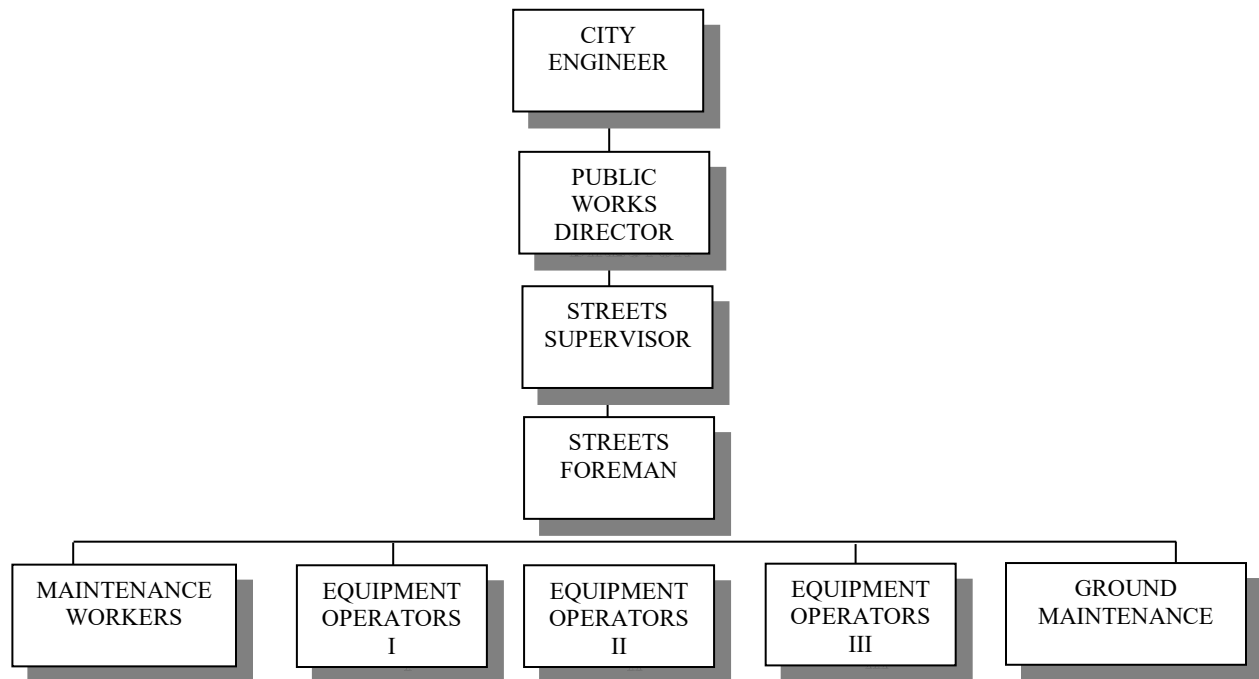 CITY
ENGINEER
PUBLIC
WORKS
DIRECTOR
STREETS
SUPERVISOR
STREETS
FOREMAN
MAINTENANCE
WORKERS
EQUIPMENT
OPERATORS
I
EQUIPMENT
OPERATORS
II
EQUIPMENT
OPERATORS
III
GROUND
MAINTENANCE